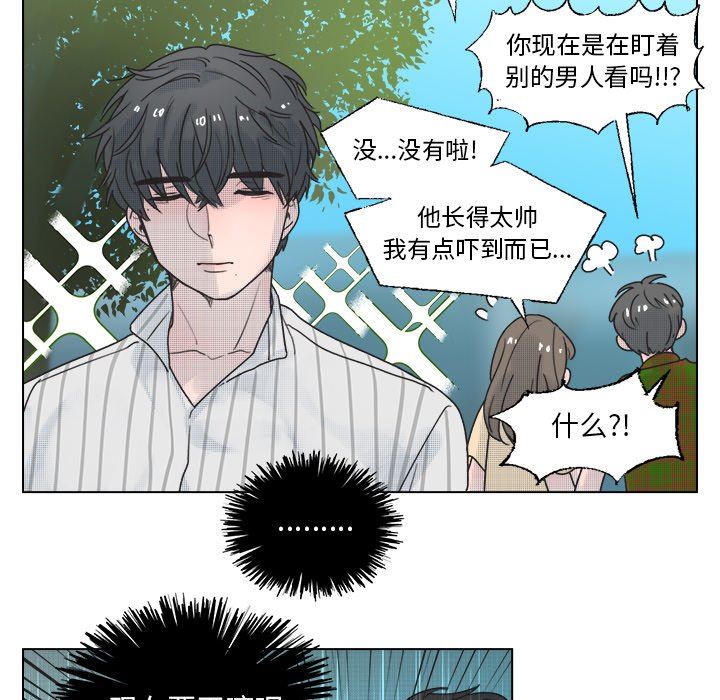 你现在是在盯着
别的男人看吗!!?
没...没有啦!
他长得太帅
我有点吓到而已...
什么?!
.........